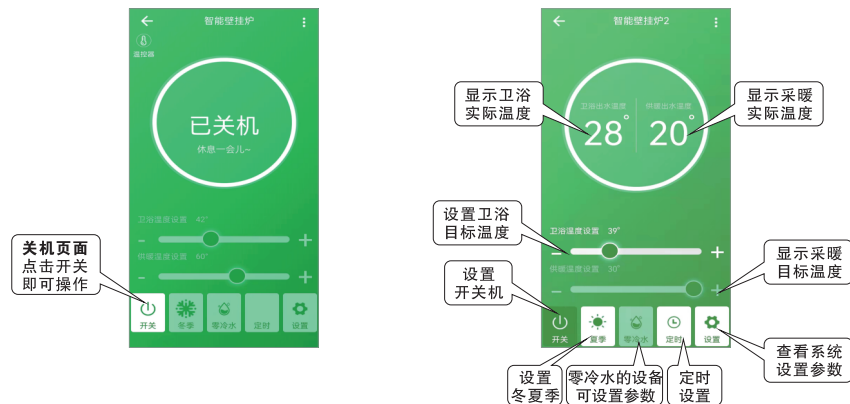 智能壁挂炉
温控器
已关机
休息一会儿~
卫浴温度设置 42°
- +
供暖温度设置 60°
- +
开关 冬季 零冷水 定时 设置
关机页面
点击开关
即可操作
智能壁挂炉2
卫浴出水温度 供暖出水温度
28° 20°
卫浴温度设置 39°
- +
供暖温度设置 30°
- +
开关 夏季 零冷水 定时 设置
显示卫浴
实际温度
显示采暖
实际温度
设置卫浴
目标温度
显示采暖
目标温度
设置
开关机
查看系统
设置参数
设置
冬夏季
零冷水的设备
可设置参数
定时
设置